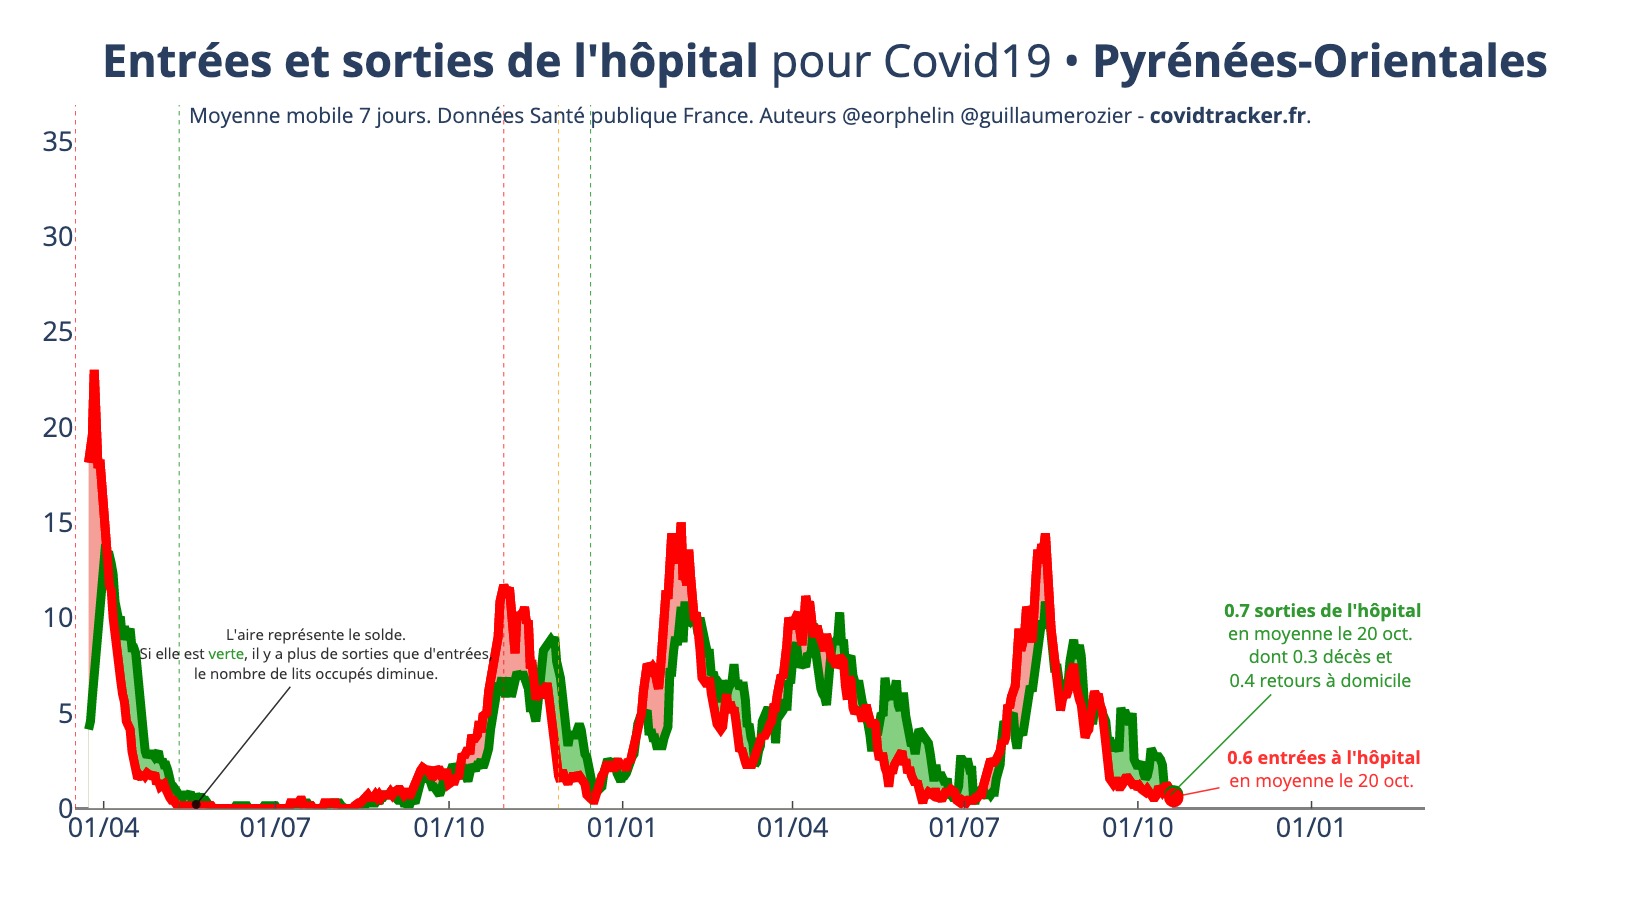 Entrées et sorties de l'hôpital pour Covid19 • Pyrénées-Orientales
Moyenne mobile 7 jours. Données Santé publique France. Auteurs @eorphelin @guillaumerozier - covidtracker.fr.
35
30
25
20
15
10
5
0
L'aire représente le solde.
Si elle est verte, il y a plus de sorties que d'entrées,
le nombre de lits occupés diminue.
0.7 sorties de l'hôpital
en moyenne le 20 oct.
dont 0.3 décès et
0.4 retours à domicile
0.6 entrées à l'hôpital
en moyenne le 20 oct.
01/04 01/07 01/10 01/01 01/04 01/07 01/10 01/01